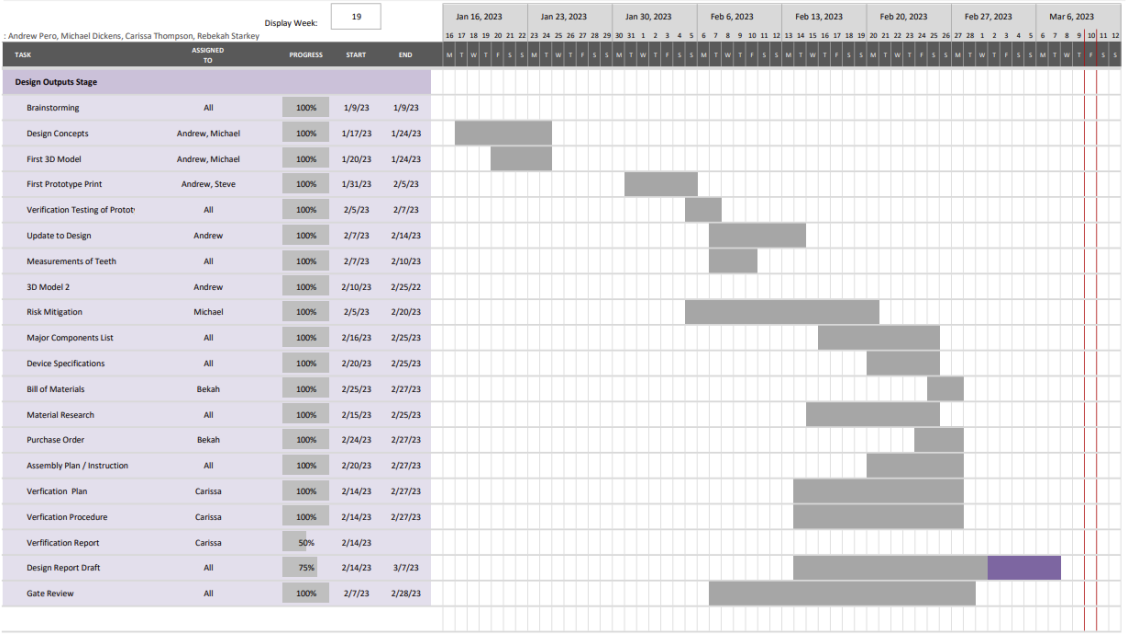 Display Week: 19 Jan 16, 2023 Jan 23, 2023 Jan 30, 2023 Feb 6, 2023 Feb 13, 2023 Feb 20, 2023 Feb 27, 2023 Mar 6, 2023
: Andrew Pero, Michael Dickens, Carissa Thompson, Rebekah Starkey 16 17 18 19 20 21 22 23 24 25 26 27 28 29 30 31 1 2 3 4 5 6 7 8 9 10 11 12 13 14 15 16 17 18 19 20 21 22 23 24 25 26 27 28 1 2 3 4 5 6 7 8 9 10 11 12
TASK ASSIGNED TO PROGRESS START END M T W T F S S M T W T F S S M T W T F S S M T W T F S S M T W T F S S M T W T F S S M T W T F S S M T W T F S S
Design Outputs Stage
Brainstorming All 100% 1/9/23 1/9/23
Design Concepts Andrew, Michael 100% 1/17/23 1/24/23
First 3D Model Andrew, Michael 100% 1/20/23 1/24/23
First Prototype Print Andrew, Steve 100% 1/31/23 2/5/23
Verification Testing of Protot All 100% 2/5/23 2/7/23
Update to Design Andrew 100% 2/7/23 2/14/23
Measurements of Teeth All 100% 2/7/23 2/10/23
3D Model 2 Andrew 100% 2/10/23 2/25/22
Risk Mitigation Michael 100% 2/5/23 2/20/23
Major Components List All 100% 2/16/23 2/25/23
Device Specifications All 100% 2/20/23 2/25/23
Bill of Materials Bekah 100% 2/25/23 2/27/23
Material Research All 100% 2/15/23 2/25/23
Purchase Order Bekah 100% 2/24/23 2/27/23
Assembly Plan / Instruction All 100% 2/20/23 2/27/23
Verfication Plan Carissa 100% 2/14/23 2/27/23
Verfication Procedure Carissa 100% 2/14/23 2/27/23
Verfification Report Carissa 50% 2/14/23
Design Report Draft All 75% 2/14/23 3/7/23
Gate Review All 100% 2/7/23 2/28/23